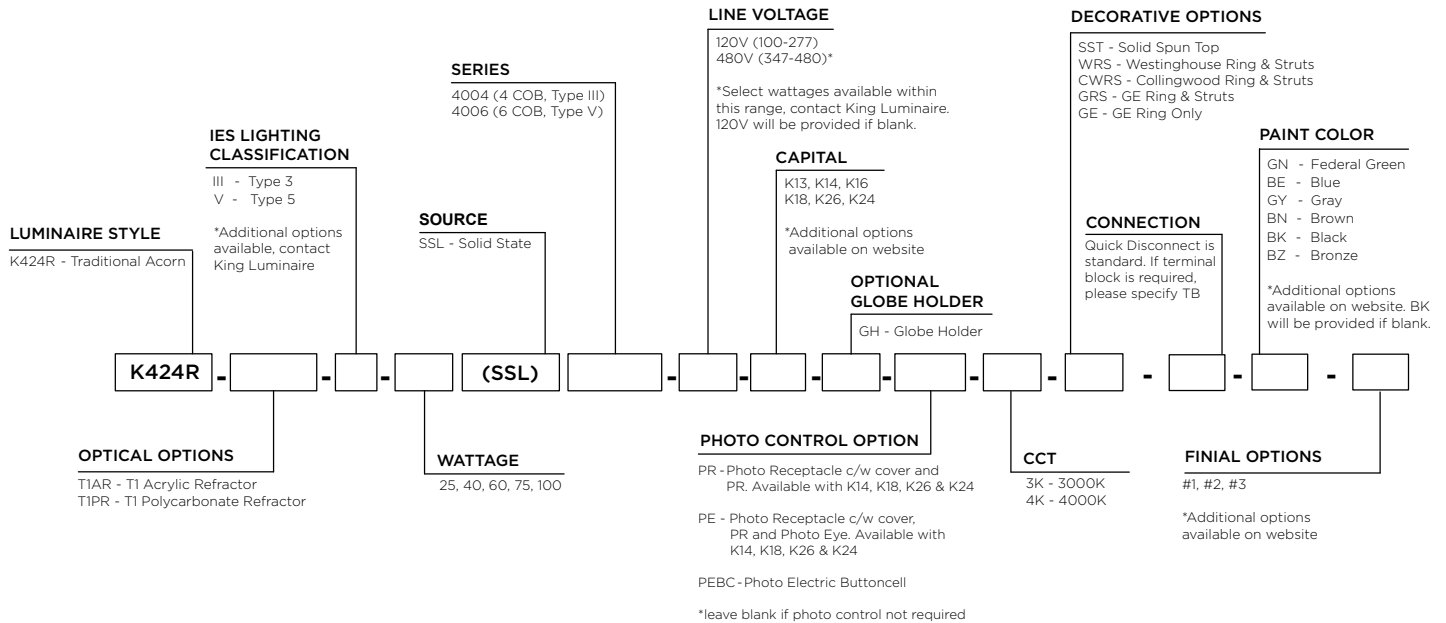 LINE VOLTAGE
120V (100-277)
480V (347-480)*
*Select wattages available within
this range, contact King Luminaire.
120V will be provided if blank.
DECORATIVE OPTIONS
SST - Solid Spun Top
WRS - Westinghouse Ring & Struts
CWRS - Collingwood Ring & Struts
GRS - GE Ring & Struts
GE - GE Ring Only
SERIES
4004 (4 COB, Type III)
4006 (6 COB, Type V)
IES LIGHTING
CLASSIFICATION
III - Type 3
V - Type 5
*Additional options
available, contact
King Luminaire
PAINT COLOR
GN - Federal Green
BE - Blue
GY - Gray
BN - Brown
BK - Black
BZ - Bronze
*Additional options
available on website. BK
will be provided if blank.
CAPITAL
K13, K14, K16
K18, K26, K24
*Additional options
available on website
LUMINAIRE STYLE
K424R - Traditional Acorn
SOURCE
SSL - Solid State
CONNECTION
Quick Disconnect is
standard. If terminal
block is required,
please specify TB
OPTIONAL
GLOBE HOLDER
GH - Globe Holder
K424R - - - (SSL) - - - - - - - - -
OPTICAL OPTIONS
T1AR - T1 Acrylic Refractor
T1PR - T1 Polycarbonate Refractor
WATTAGE
25, 40, 60, 75, 100
PHOTO CONTROL OPTION
PR - Photo Receptacle c/w cover and
PR. Available with K14, K18, K26 & K24
PE - Photo Receptacle c/w cover,
PR and Photo Eye. Available with
K14, K18, K26 & K24
PEBC - Photo Electric Buttoncell
*leave blank if photo control not required
CCT
3K - 3000K
4K - 4000K
FINIAL OPTIONS
#1, #2, #3
*Additional options
available on website